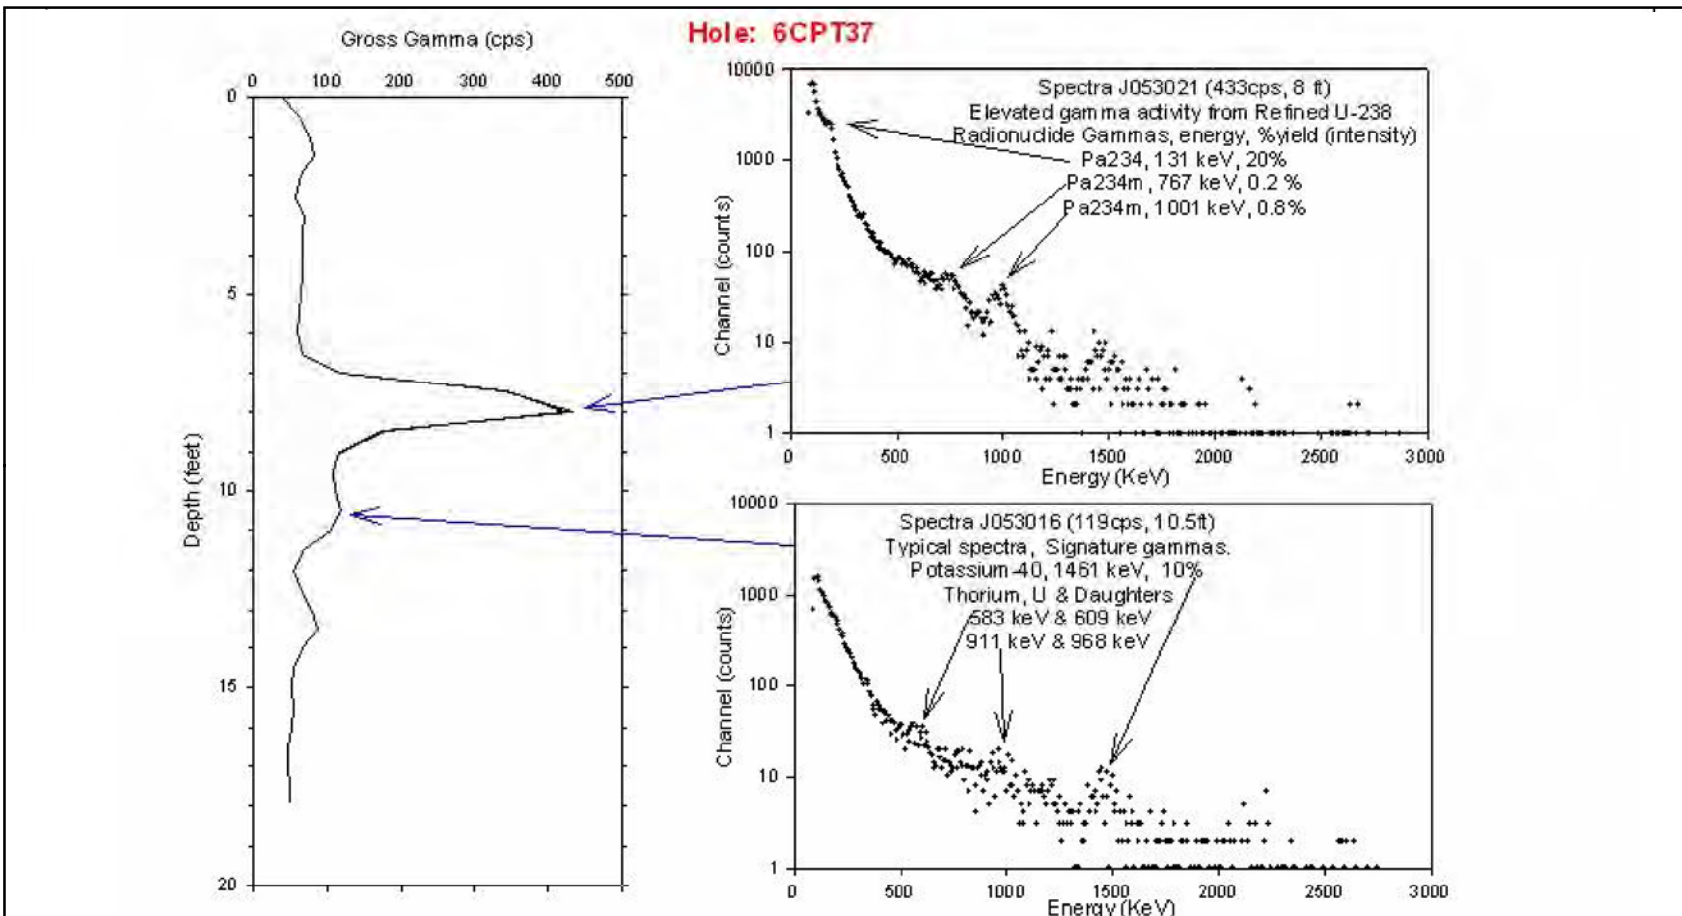 Hole: 6CPT37
Gross Gamma (cps)
0 100 200 300 400 500
0
5
10
15
20
Depth (feet)
10000
1000
100
10
1
Channel (counts)
Spectra J053021 (433cps, 8 ft)
Elevated gamma activity from Refined U-238
Radionuclide Gammas, energy, %yield (intensity)
Pa234, 131 keV, 20%
Pa234m, 767 keV, 0.2 %
Pa234m, 1001 keV, 0.8%
0 500 1000 1500 2000 2500 3000
Energy (KeV)
10000
1000
100
10
1
Channel (counts)
Spectra J053016 (119cps, 10.5ft)
Typical spectra, Signature gammas.
Potassium-40, 1461 keV, 10%
Thorium, U & Daughters
583 keV & 609 keV
911 keV & 968 keV
0 500 1000 1500 2000 2500 3000
Energy (KeV)